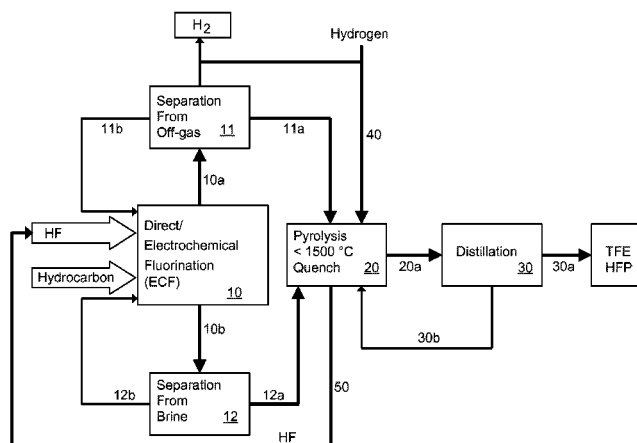 H2
Hydrogen
Separation
From
Off-gas 11
11b
11a
40
10a
HF
Direct/
Electrochemical
Fluorination
(ECF)
10
Hydrocarbon
Pyrolysis
< 1500 °C
Quench 20
20a
Distillation
30
30a
TFE
HFP
10b
30b
12b
Separation
From
Brine 12
12a
50
HF